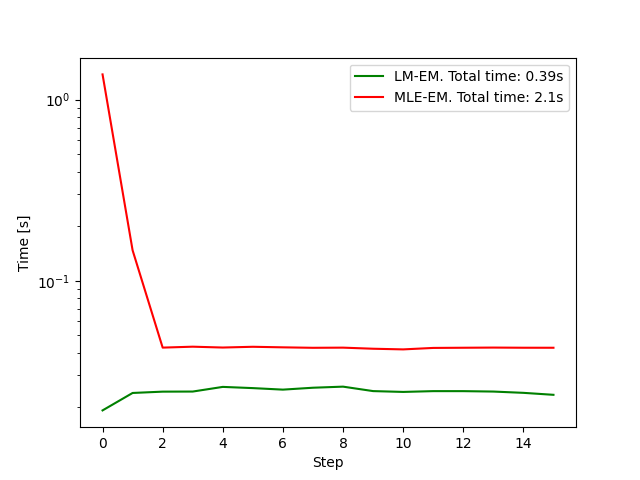 LM-EM. Total time: 0.39s
MLE-EM. Total time: 2.1s
10⁰
10⁻¹
Time [s]
0 2 4 6 8 10 12 14
Step